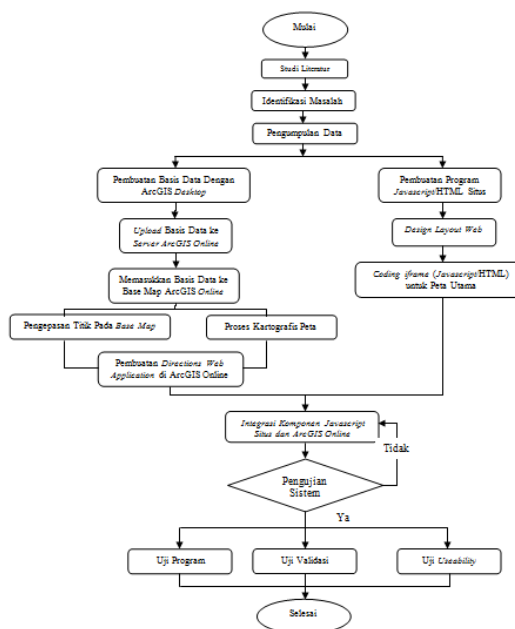 Mulai
Studi Literatur
Identifikasi Masalah
Pengumpulan Data
Pembuatan Basis Data Dengan
ArcGIS Desktop
Pembuatan Program
Javascript/HTML Situs
Upload Basis Data ke
Server ArcGIS Online
Design Layout Web
Memasukkan Basis Data ke
Base Map ArcGIS Online
Coding iframe (Javascript/HTML)
untuk Peta Utama
Pengepasan Titik Pada Base Map
Proses Kartografis Peta
Pembuatan Directions Web
Application di ArcGIS Online
Integrasi Komponen Javascript
Situs dan ArcGIS Online
Tidak
Pengujian
Sistem
Ya
Uji Program
Uji Validasi
Uji Useability
Selesai